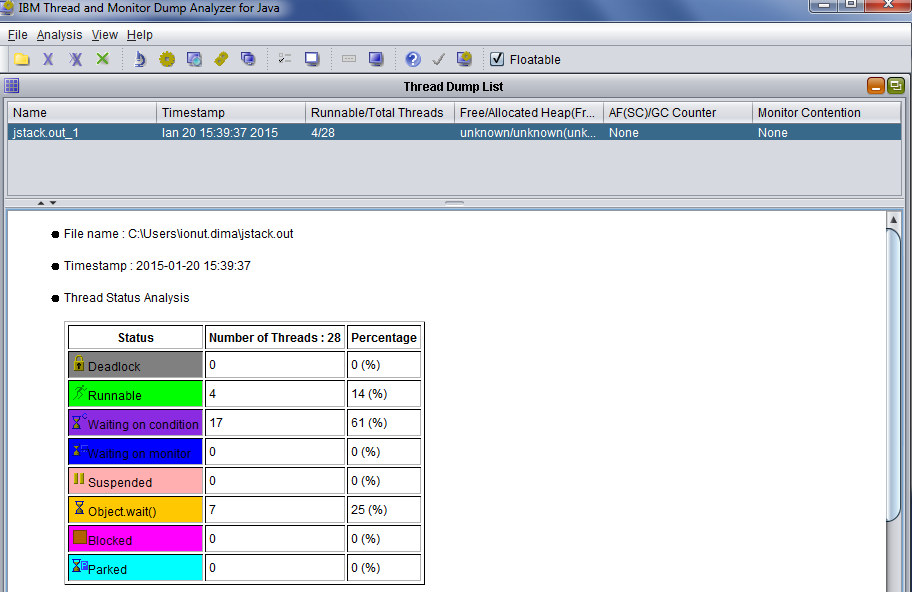 IBM Thread and Monitor Dump Analyzer for Java
File Analysis View Help
Floatable
Thread Dump List
Name Timestamp Runnable/Total Threads Free/Allocated Heap(Fr... AF(SC)/GC Counter Monitor Contention
jstack.out_1 Ian 20 15:39:37 2015 4/28 unknown/unknown(unk... None None
File name : C:\Users\ionut.dima\jstack.out
Timestamp : 2015-01-20 15:39:37
Thread Status Analysis
Status Number of Threads : 28 Percentage
Deadlock 0 0 (%)
Runnable 4 14 (%)
Waiting on condition 17 61 (%)
Waiting on monitor 0 0 (%)
Suspended 0 0 (%)
Object.wait() 7 25 (%)
Blocked 0 0 (%)
Parked 0 0 (%)